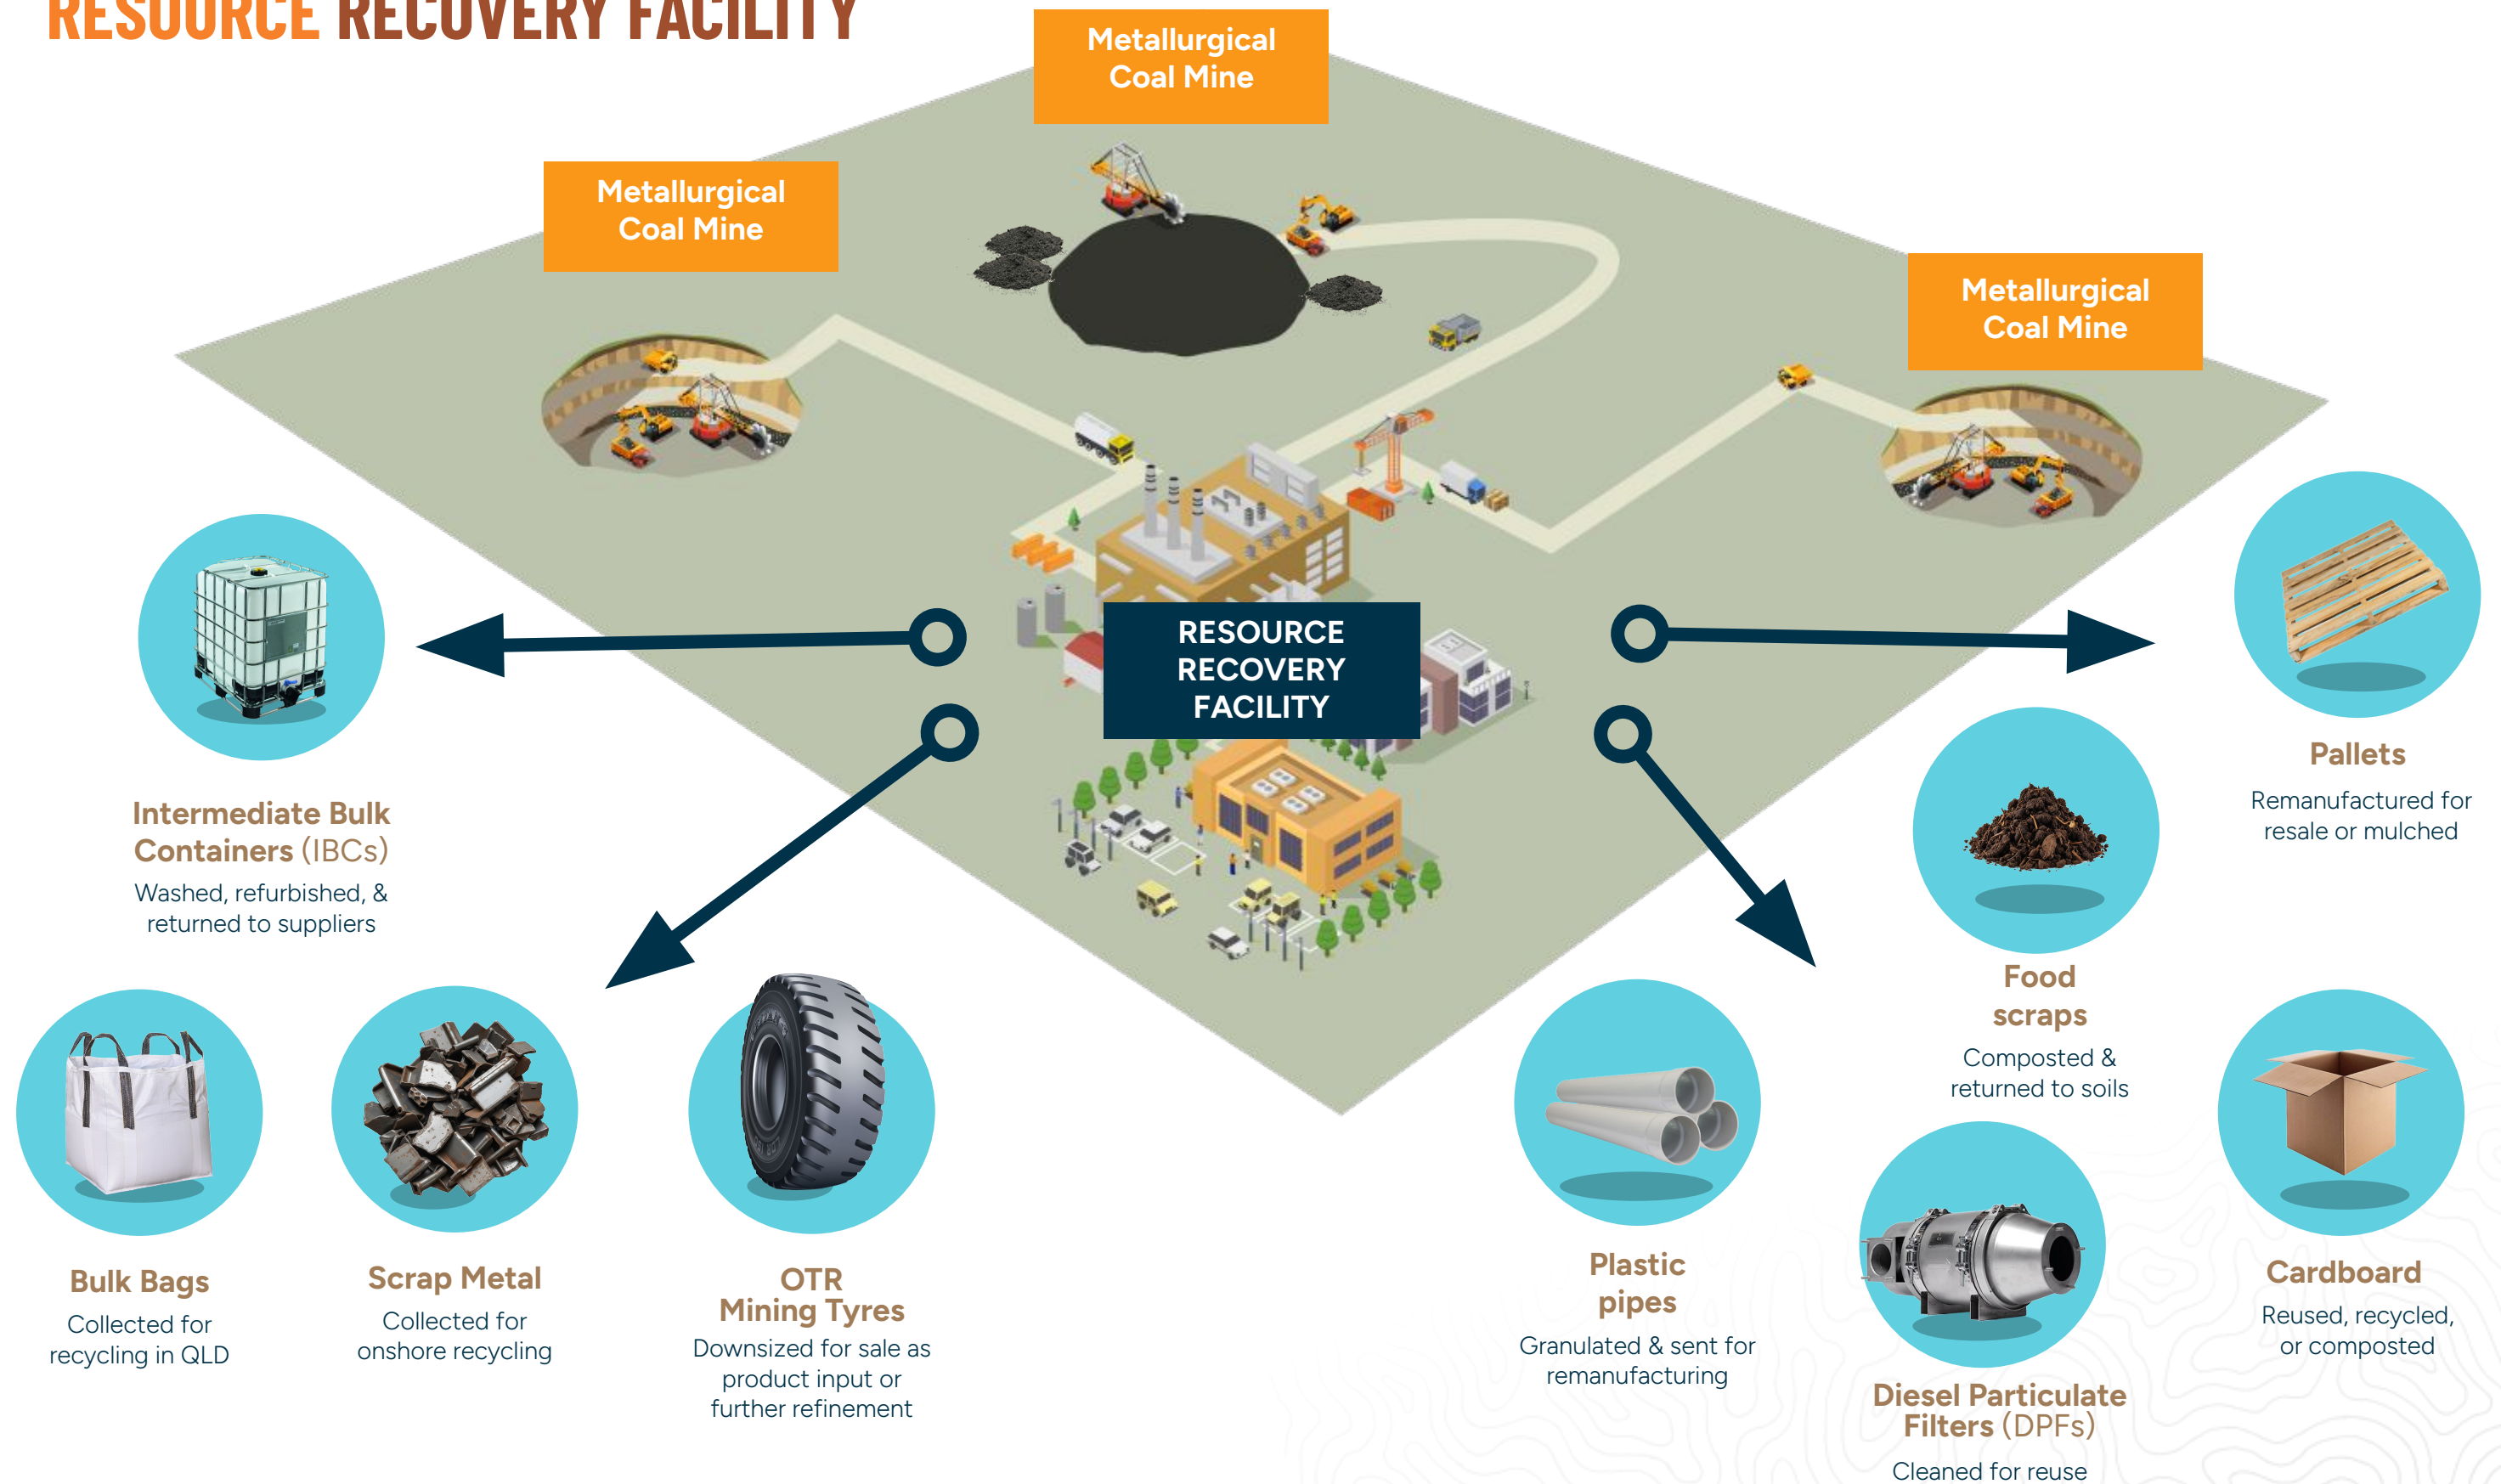 RESOURCE RECOVERY FACILITY
Metallurgical
Coal Mine
Metallurgical
Coal Mine
Metallurgical
Coal Mine
RESOURCE
RECOVERY
FACILITY
Intermediate Bulk
Containers (IBCs)
Washed, refurbished, &
returned to suppliers
Bulk Bags
Collected for
recycling in QLD
Scrap Metal
Collected for
onshore recycling
OTR
Mining Tyres
Downsized for sale as
product input or
further refinement
Pallets
Remanufactured for
resale or mulched
Food
scraps
Composted &
returned to soils
Plastic
pipes
Granulated & sent for
remanufacturing
Diesel Particulate
Filters (DPFs)
Cleaned for reuse
Cardboard
Reused, recycled,
or composted